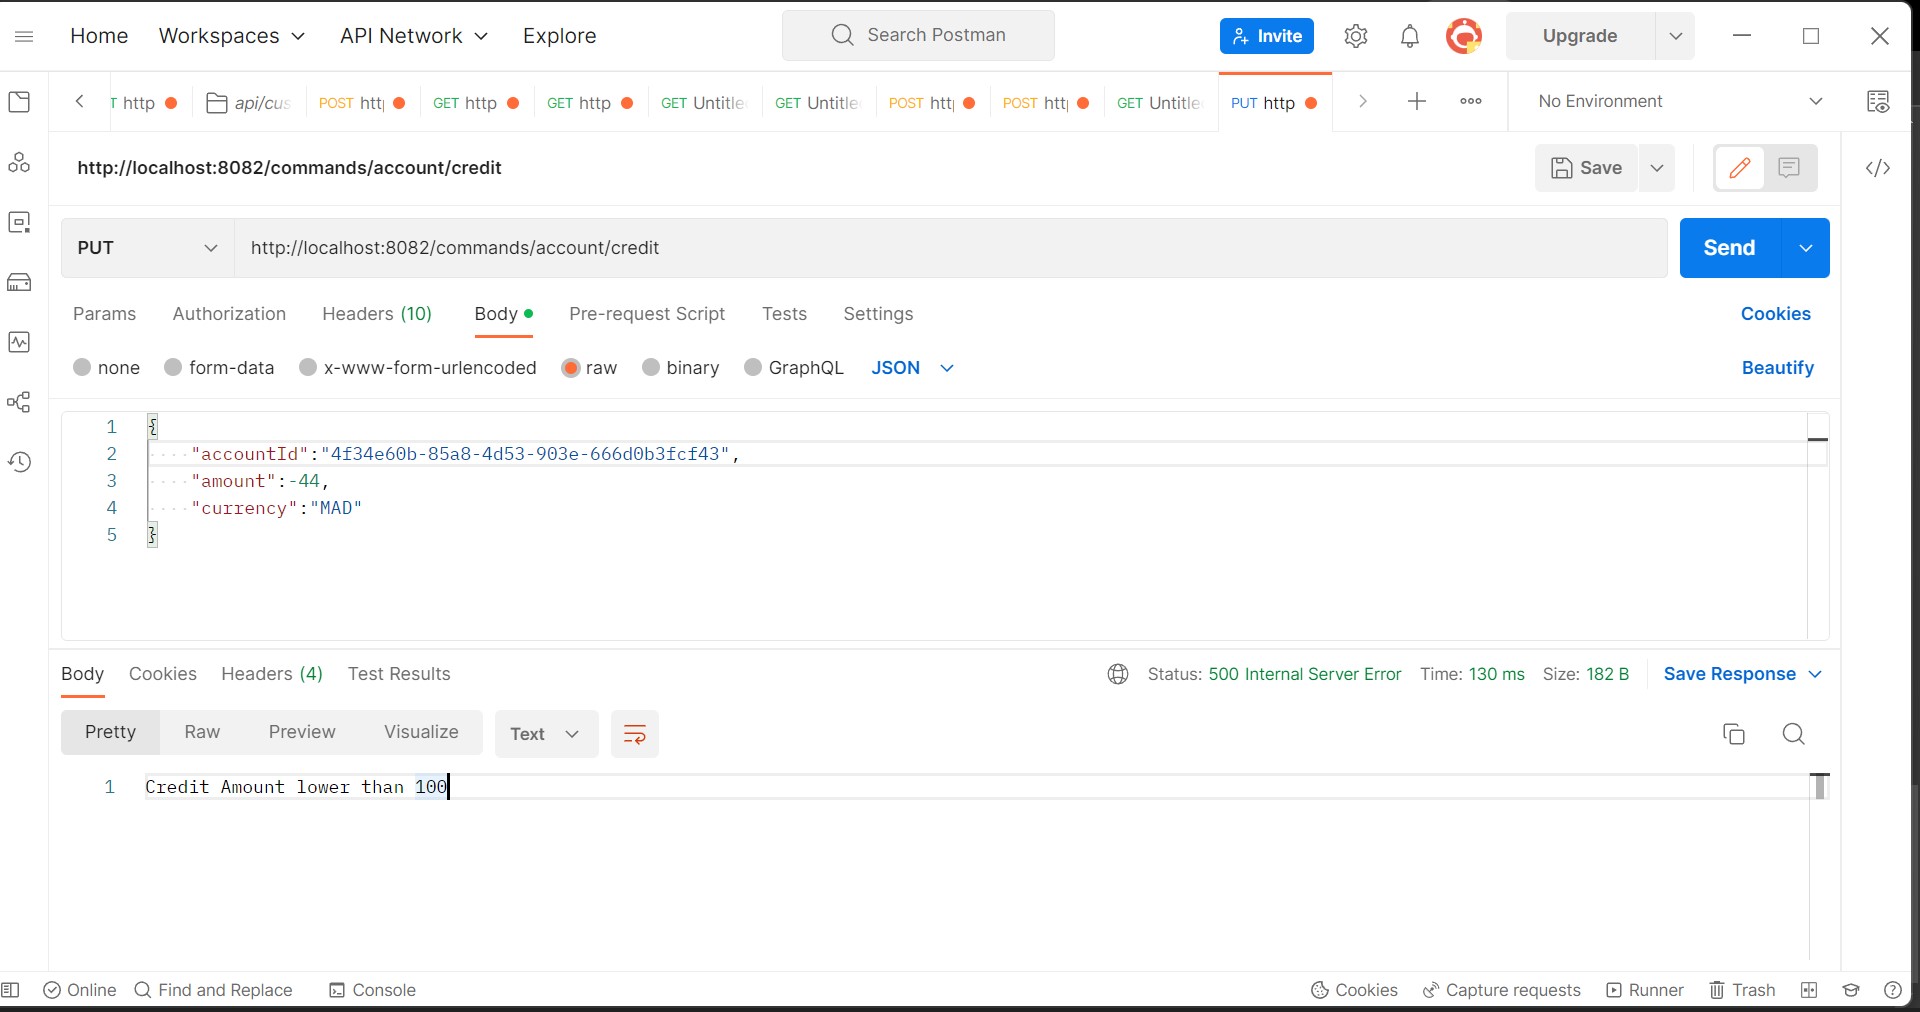 Home Workspaces API Network Explore Search Postman Invite Upgrade
T http api/cus POST http GET http GET http GET Untitle GET Untitle POST http POST http GET Untitle PUT http No Environment
http://localhost:8082/commands/account/credit Save
PUT http://localhost:8082/commands/account/credit Send
Params Authorization Headers (10) Body Pre-request Script Tests Settings Cookies
none form-data x-www-form-urlencoded raw binary GraphQL JSON Beautify
1 {
2 "accountId":"4f34e60b-85a8-4d53-903e-666d0b3fcf43",
3 "amount":-44,
4 "currency":"MAD"
5 }
Body Cookies Headers (4) Test Results Status: 500 Internal Server Error Time: 130 ms Size: 182 B Save Response
Pretty Raw Preview Visualize Text
1 Credit Amount lower than 100
Online Find and Replace Console Cookies Capture requests Runner Trash